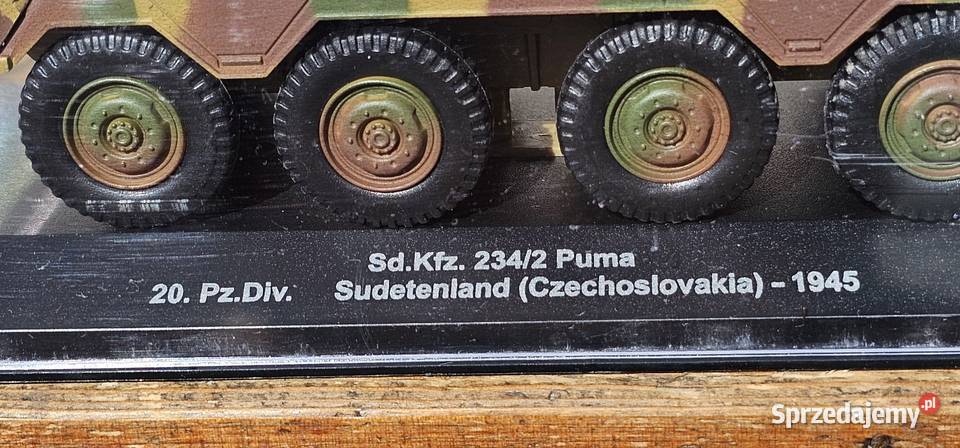 Sd.Kfz. 234/2 Puma
20. Pz.Div. Sudetenland (Czechoslovakia) - 1945
Sprzedajemy.pl